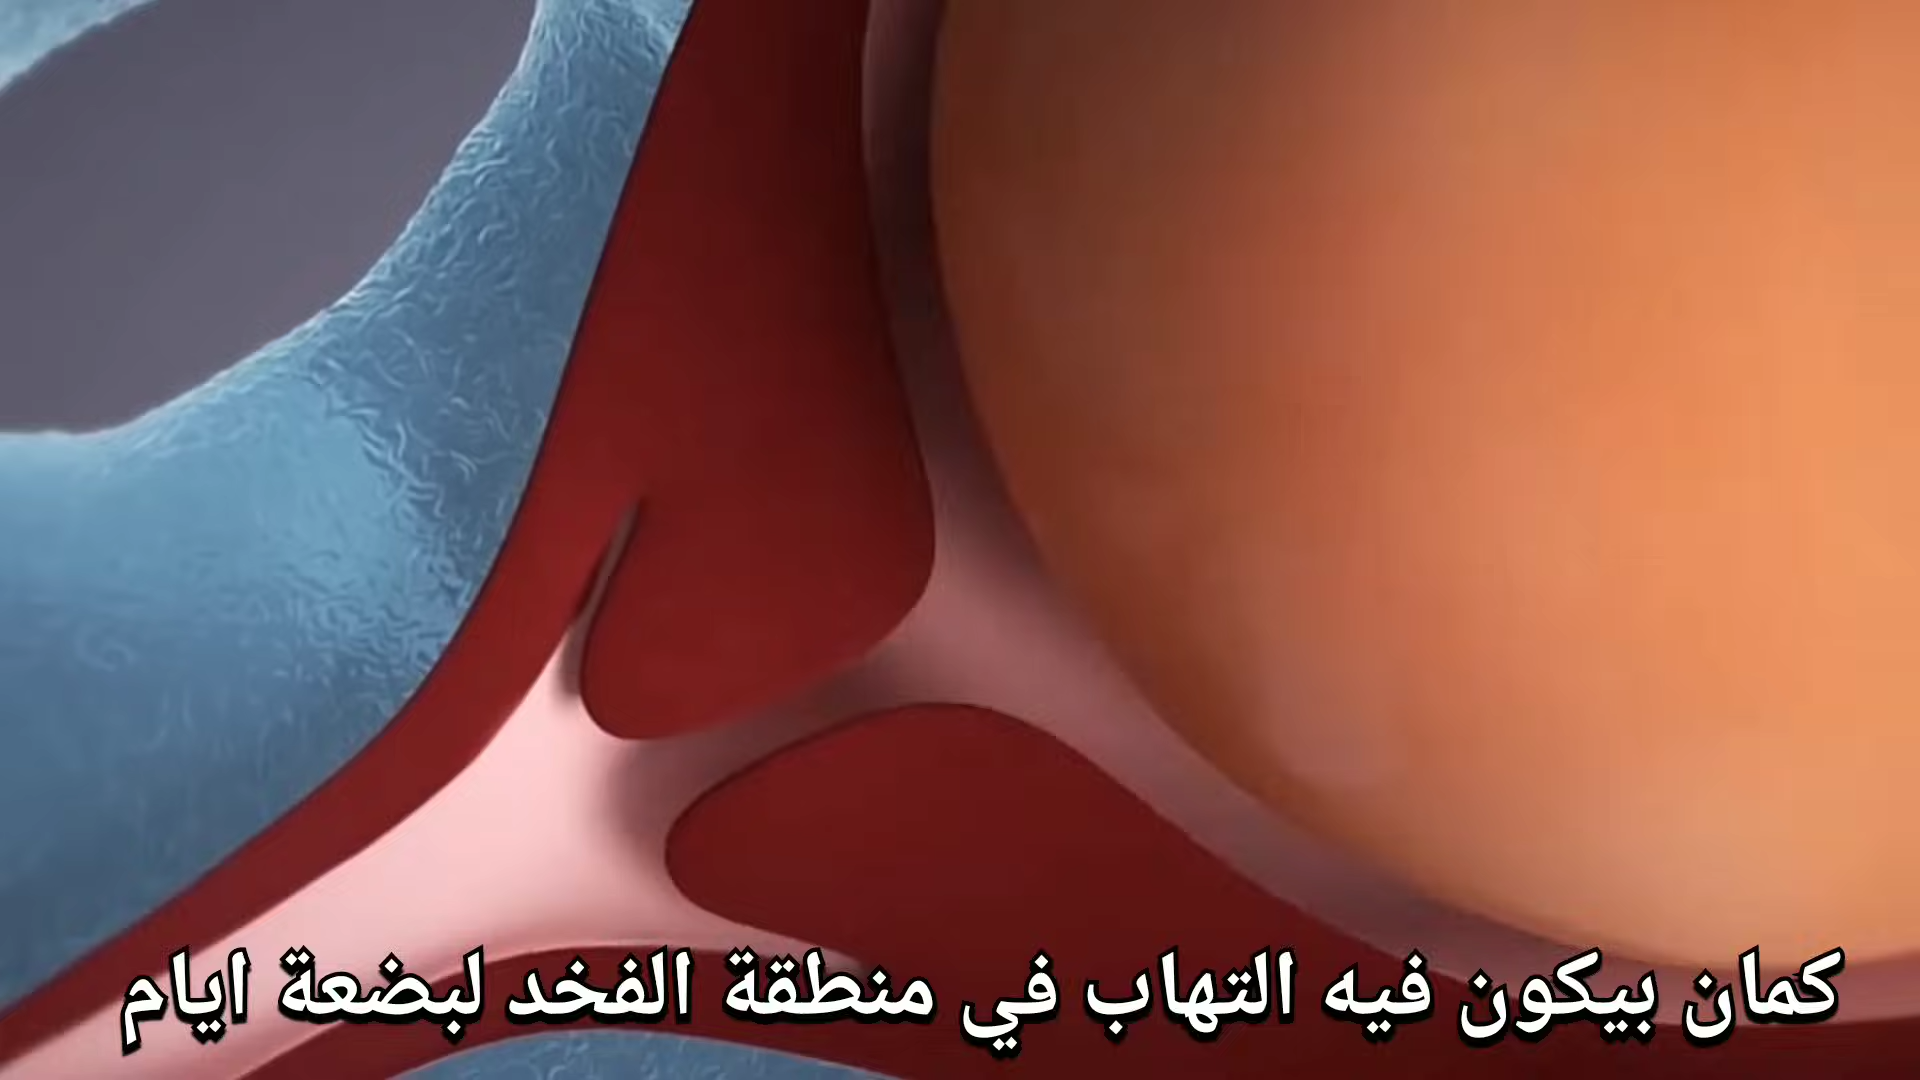 كمان بيكون فيه التهاب في منطقة الفخد لبضعة ايام